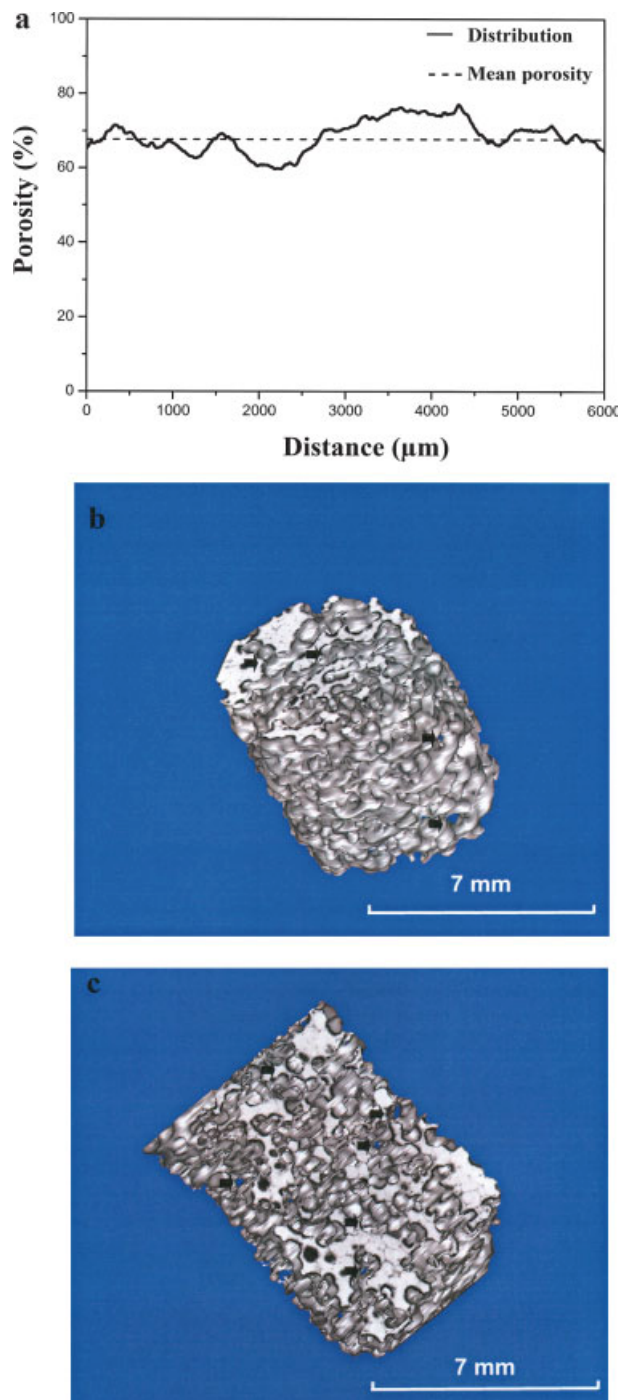 a
100
80
60
40
20
0
Porosity (%)
Distribution
Mean porosity
0 1000 2000 3000 4000 5000 6000
Distance (µm)
b
7 mm
c
7 mm